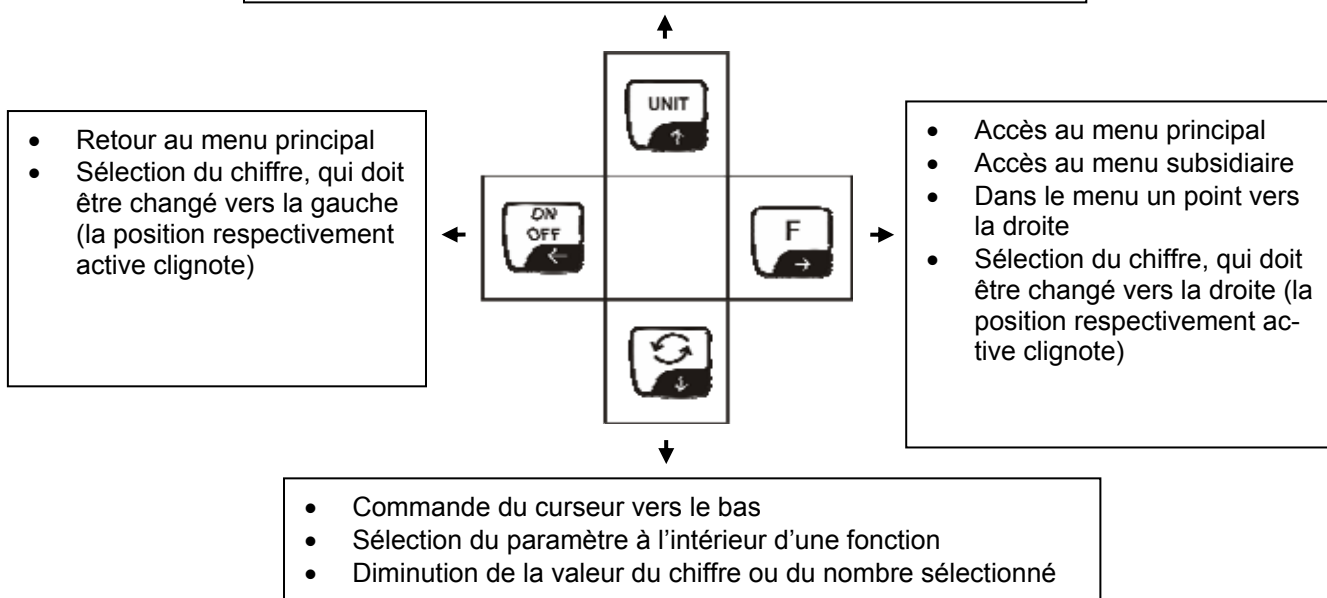 UNIT
• Retour au menu principal
• Sélection du chiffre, qui doit
être changé vers la gauche
(la position respectivement
active clignote)
ON
OFF
F
• Accès au menu principal
• Accès au menu subsidiaire
• Dans le menu un point vers
la droite
• Sélection du chiffre, qui doit
être changé vers la droite (la
position respectivement ac-
tive clignote)
• Commande du curseur vers le bas
• Sélection du paramètre à l’intérieur d’une fonction
• Diminution de la valeur du chiffre ou du nombre sélectionné